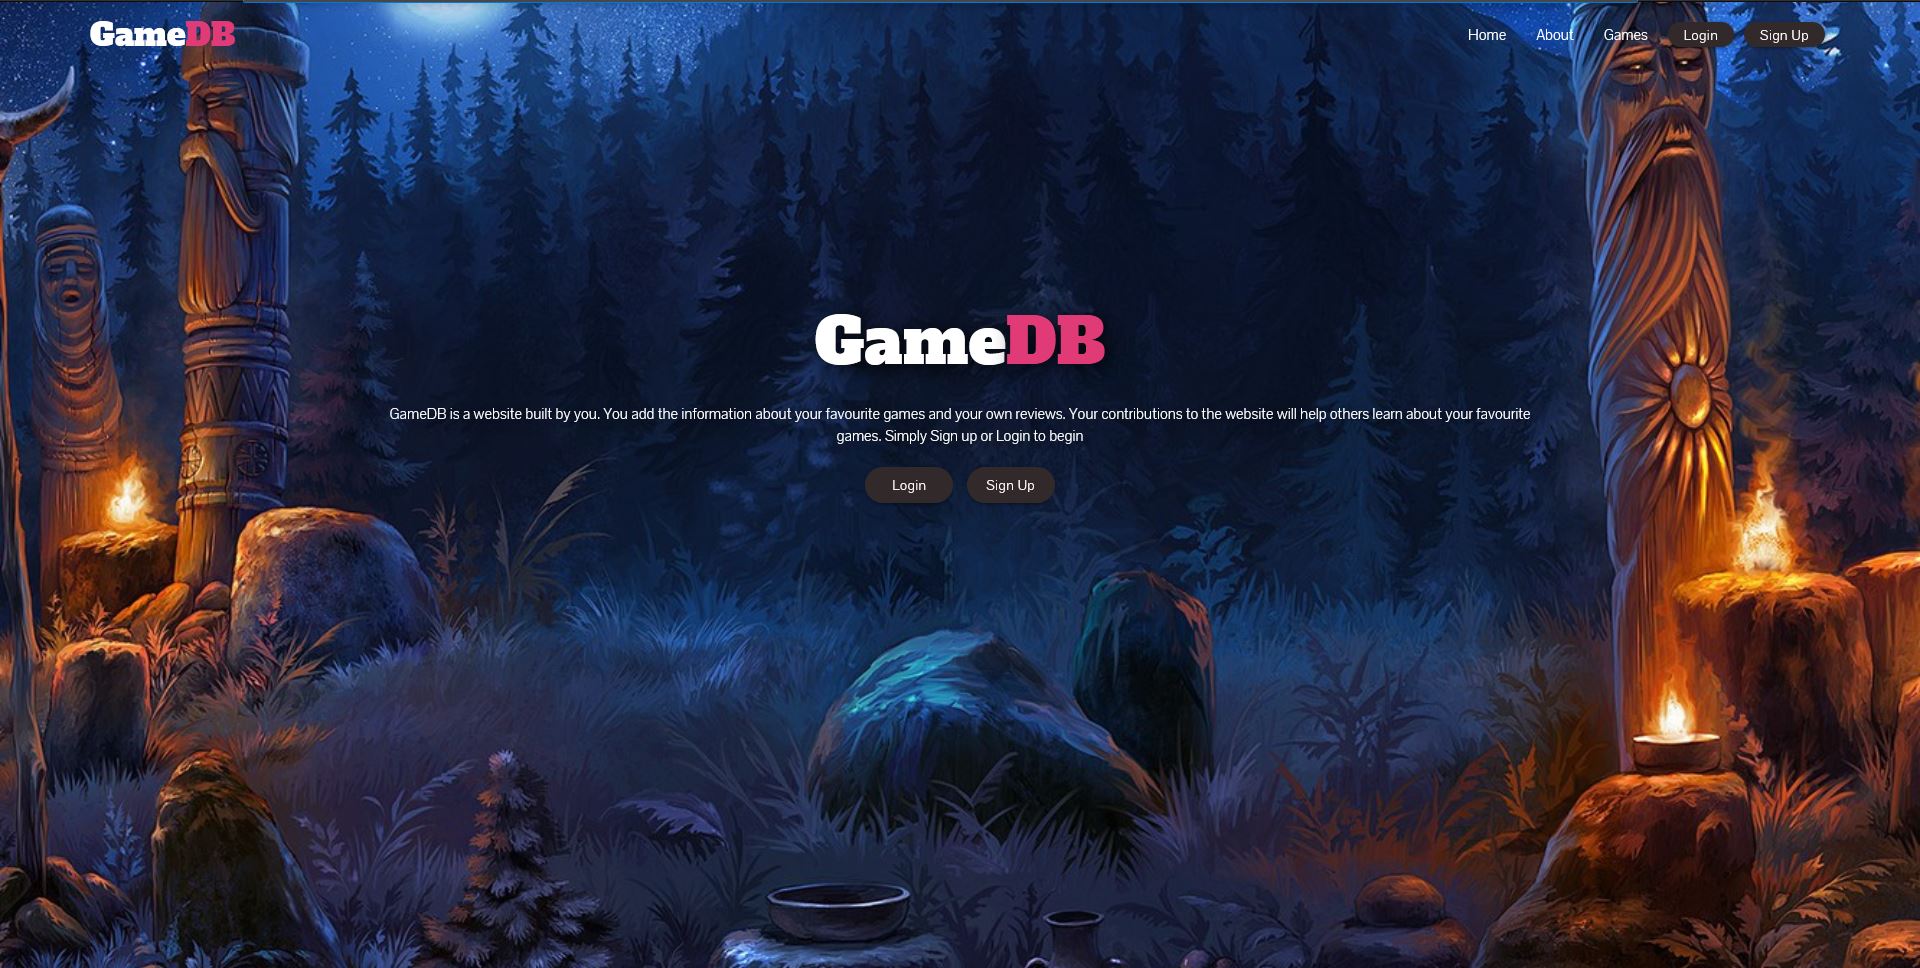 GameDB
Home About Games Login Sign Up
GameDB
GameDB is a website built by you. You add the information about your favourite games and your own reviews. Your contributions to the website will help others learn about your favourite
games. Simply Sign up or Login to begin
Login Sign Up